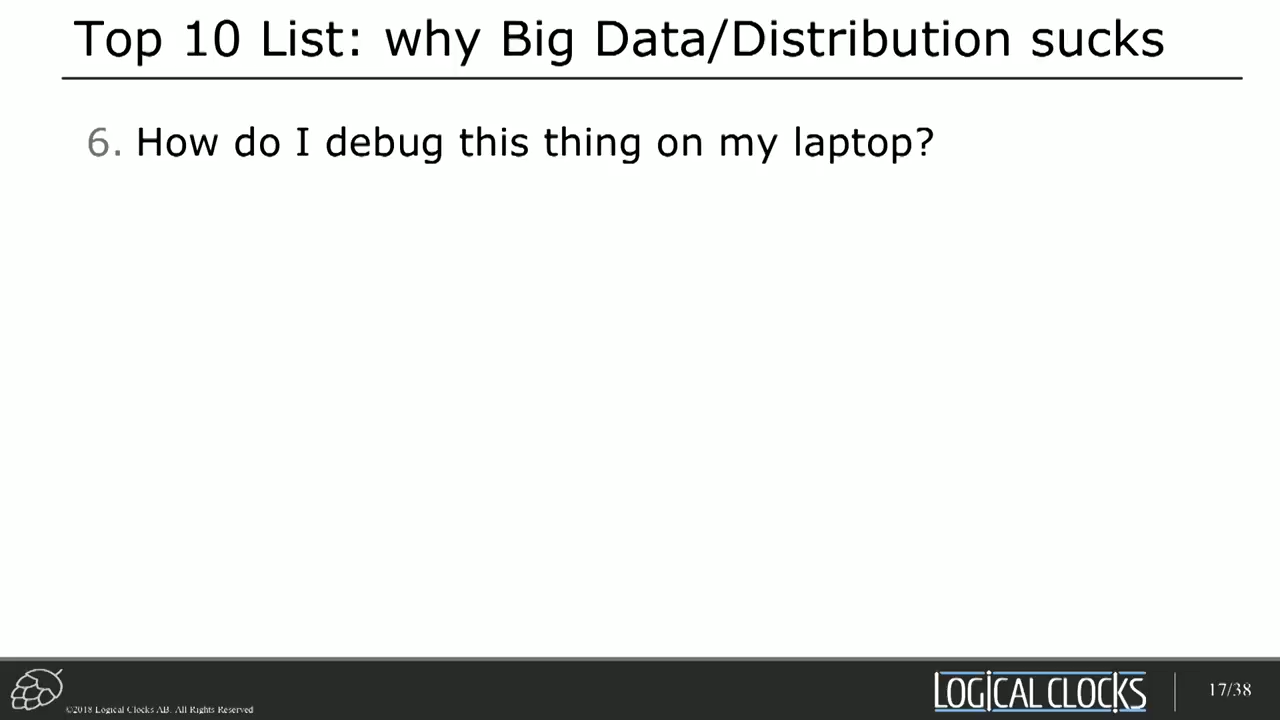 Top 10 List: why Big Data/Distribution sucks
6. How do I debug this thing on my laptop?
©2018 Logical Clocks AB. All Rights Reserved
LOGICAL CLOCKS
17/38